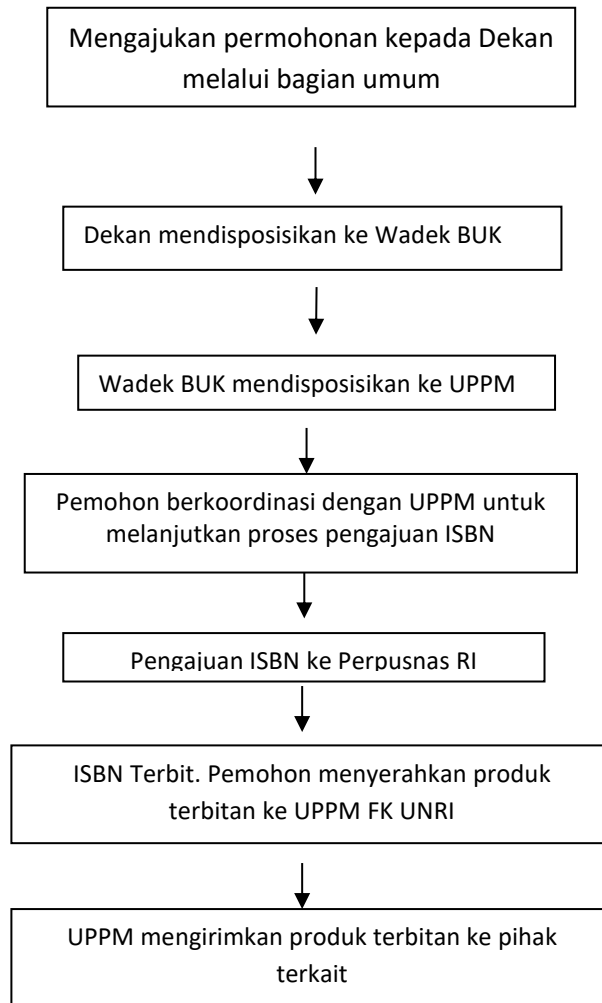 Mengajukan permohonan kepada Dekan
melalui bagian umum
Dekan mendisposisikan ke Wadek BUK
Wadek BUK mendisposisikan ke UPPM
Pemohon berkoordinasi dengan UPPM untuk
melanjutkan proses pengajuan ISBN
Pengajuan ISBN ke Perpusnas RI
ISBN Terbit. Pemohon menyerahkan produk
terbitan ke UPPM FK UNRI
UPPM mengirimkan produk terbitan ke pihak
terkait